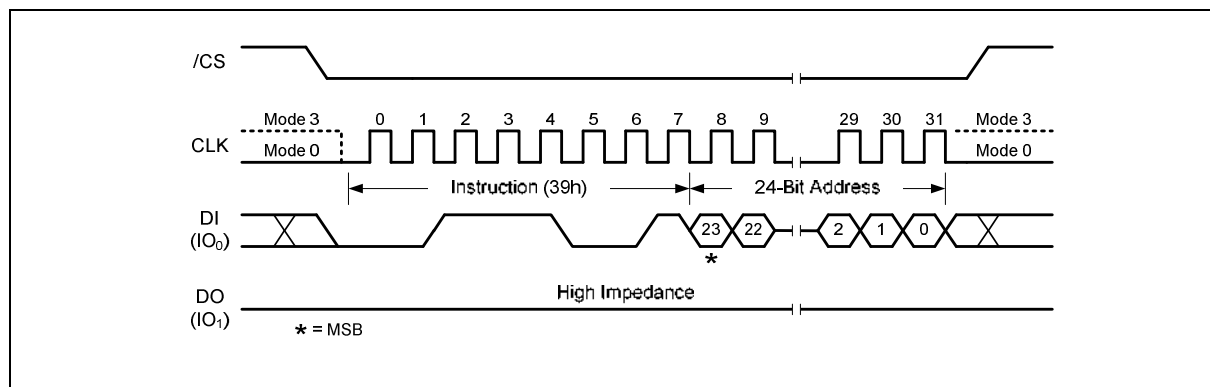 /CS
Mode 3 0 1 2 3 4 5 6 7 8 9 29 30 31 Mode 3
CLK Mode 0 Mode 0
Instruction (39h) 24-Bit Address
DI
(IO₀) 23 22 2 1 0
*
High Impedance
DO
(IO₁)
* = MSB